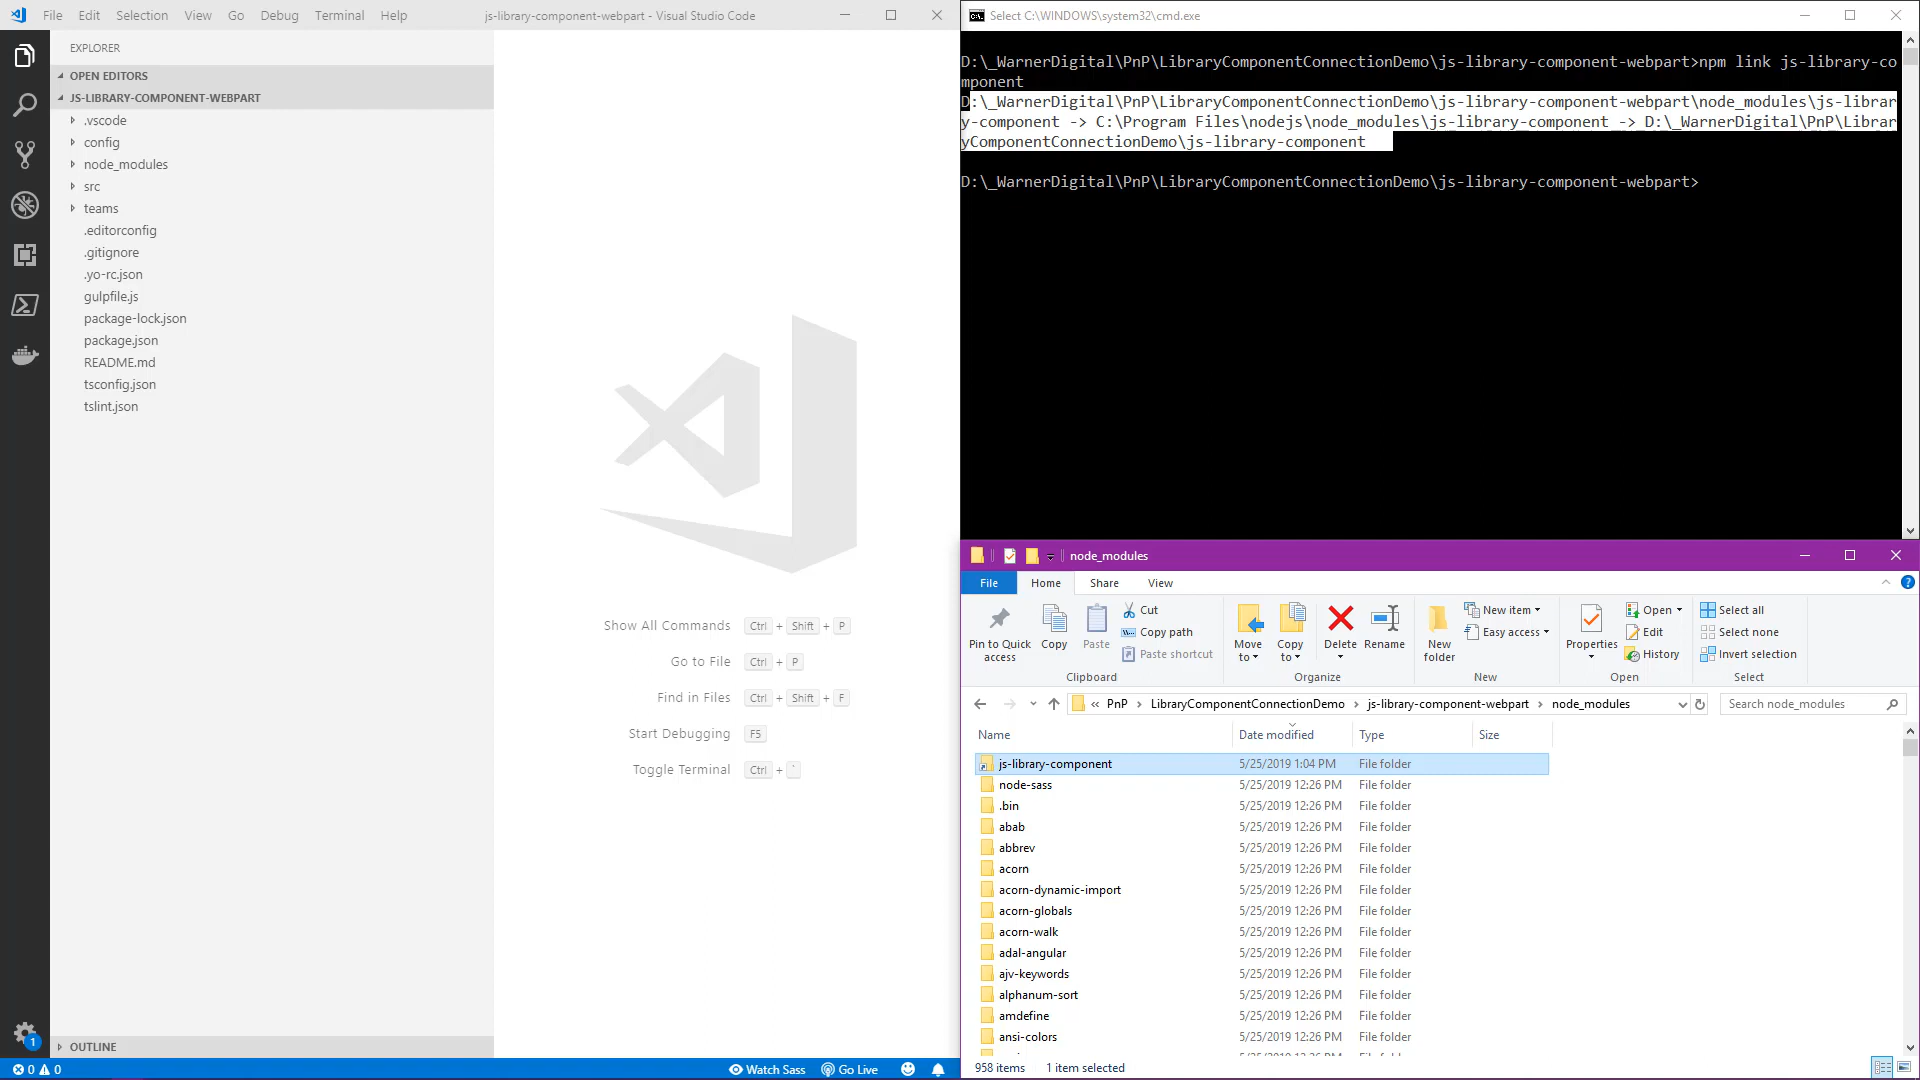 File Edit Selection View Go Debug Terminal Help
js-library-component-webpart - Visual Studio Code
EXPLORER
OPEN EDITORS
JS-LIBRARY-COMPONENT-WEBPART
.vscode
config
node_modules
src
teams
.editorconfig
.gitignore
.yo-rc.json
gulpfile.js
package-lock.json
package.json
README.md
tsconfig.json
tslint.json
Show All Commands Ctrl + Shift + P
Go to File Ctrl + P
Find in Files Ctrl + Shift + F
Start Debugging F5
Toggle Terminal Ctrl + `
OUTLINE
1
0 0
Watch Sass Go Live
Select C:\WINDOWS\system32\cmd.exe
D:\_WarnerDigital\PnP\LibraryComponentConnectionDemo\js-library-component-webpart>npm link js-library-co
mponent
D:\_WarnerDigital\PnP\LibraryComponentConnectionDemo\js-library-component-webpart\node_modules\js-librar
y-component -> C:\Program Files\nodejs\node_modules\js-library-component -> D:\_WarnerDigital\PnP\Librar
yComponentConnectionDemo\js-library-component
D:\_WarnerDigital\PnP\LibraryComponentConnectionDemo\js-library-component-webpart>
node_modules
File Home Share View
Pin to Quick
access
Copy
Paste
Cut
Copy path
Paste shortcut
Clipboard
Move
to
Copy
to
Delete
Rename
Organize
New
folder
New item
Easy access
New
Properties
Open
Edit
History
Open
Select all
Select none
Invert selection
Select
« PnP › LibraryComponentConnectionDemo › js-library-component-webpart › node_modules
Search node_modules
Name Date modified Type Size
js-library-component 5/25/2019 1:04 PM File folder
node-sass 5/25/2019 12:26 PM File folder
.bin 5/25/2019 12:26 PM File folder
abab 5/25/2019 12:26 PM File folder
abbrev 5/25/2019 12:26 PM File folder
acorn 5/25/2019 12:26 PM File folder
acorn-dynamic-import 5/25/2019 12:26 PM File folder
acorn-globals 5/25/2019 12:26 PM File folder
acorn-walk 5/25/2019 12:26 PM File folder
adal-angular 5/25/2019 12:26 PM File folder
ajv-keywords 5/25/2019 12:26 PM File folder
alphanum-sort 5/25/2019 12:26 PM File folder
amdefine 5/25/2019 12:26 PM File folder
ansi-colors 5/25/2019 12:26 PM File folder
958 items 1 item selected